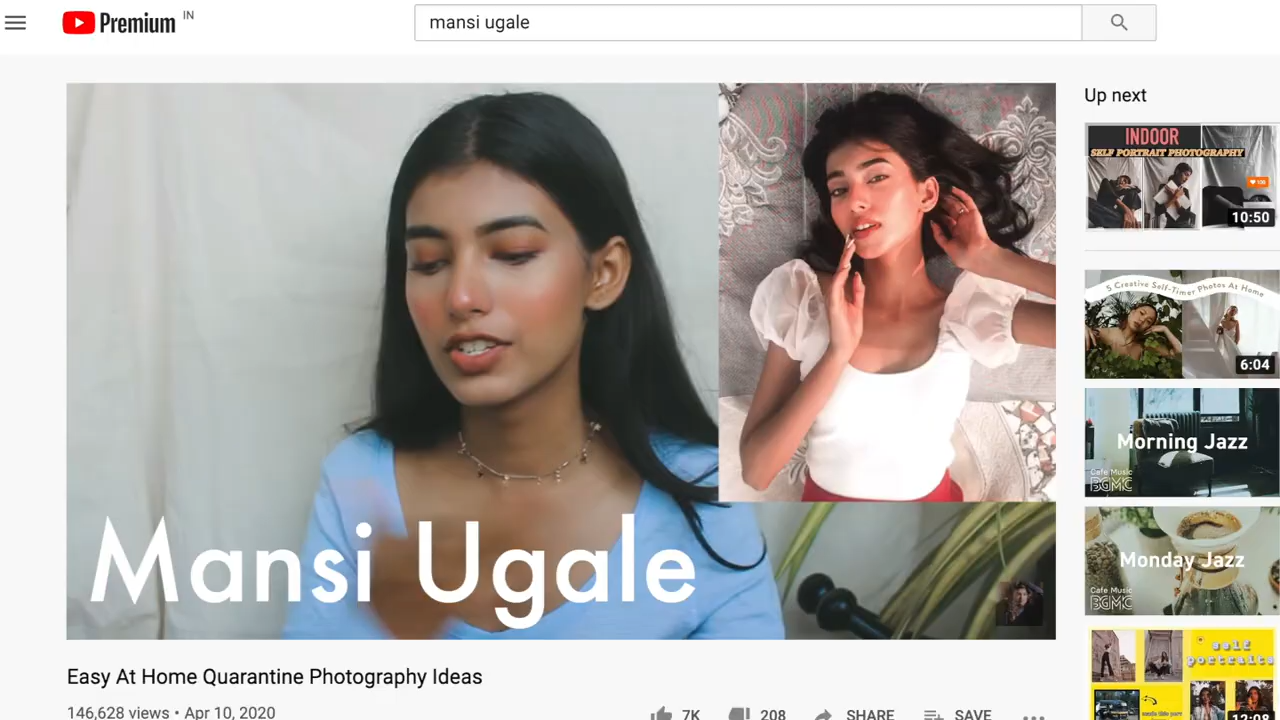 Premium IN
mansi ugale
Mansi Ugale
Easy At Home Quarantine Photography Ideas
146,628 views • Apr 10, 2020
7K
208
SHARE
SAVE
Up next
INDOOR
SELF PORTRAIT PHOTOGRAPHY
10:50
5 Creative Self-Timer Photos At Home
6:04
Morning Jazz
Cafe Music
BGMC
Monday Jazz
Cafe Music
BGMC
self
portraits